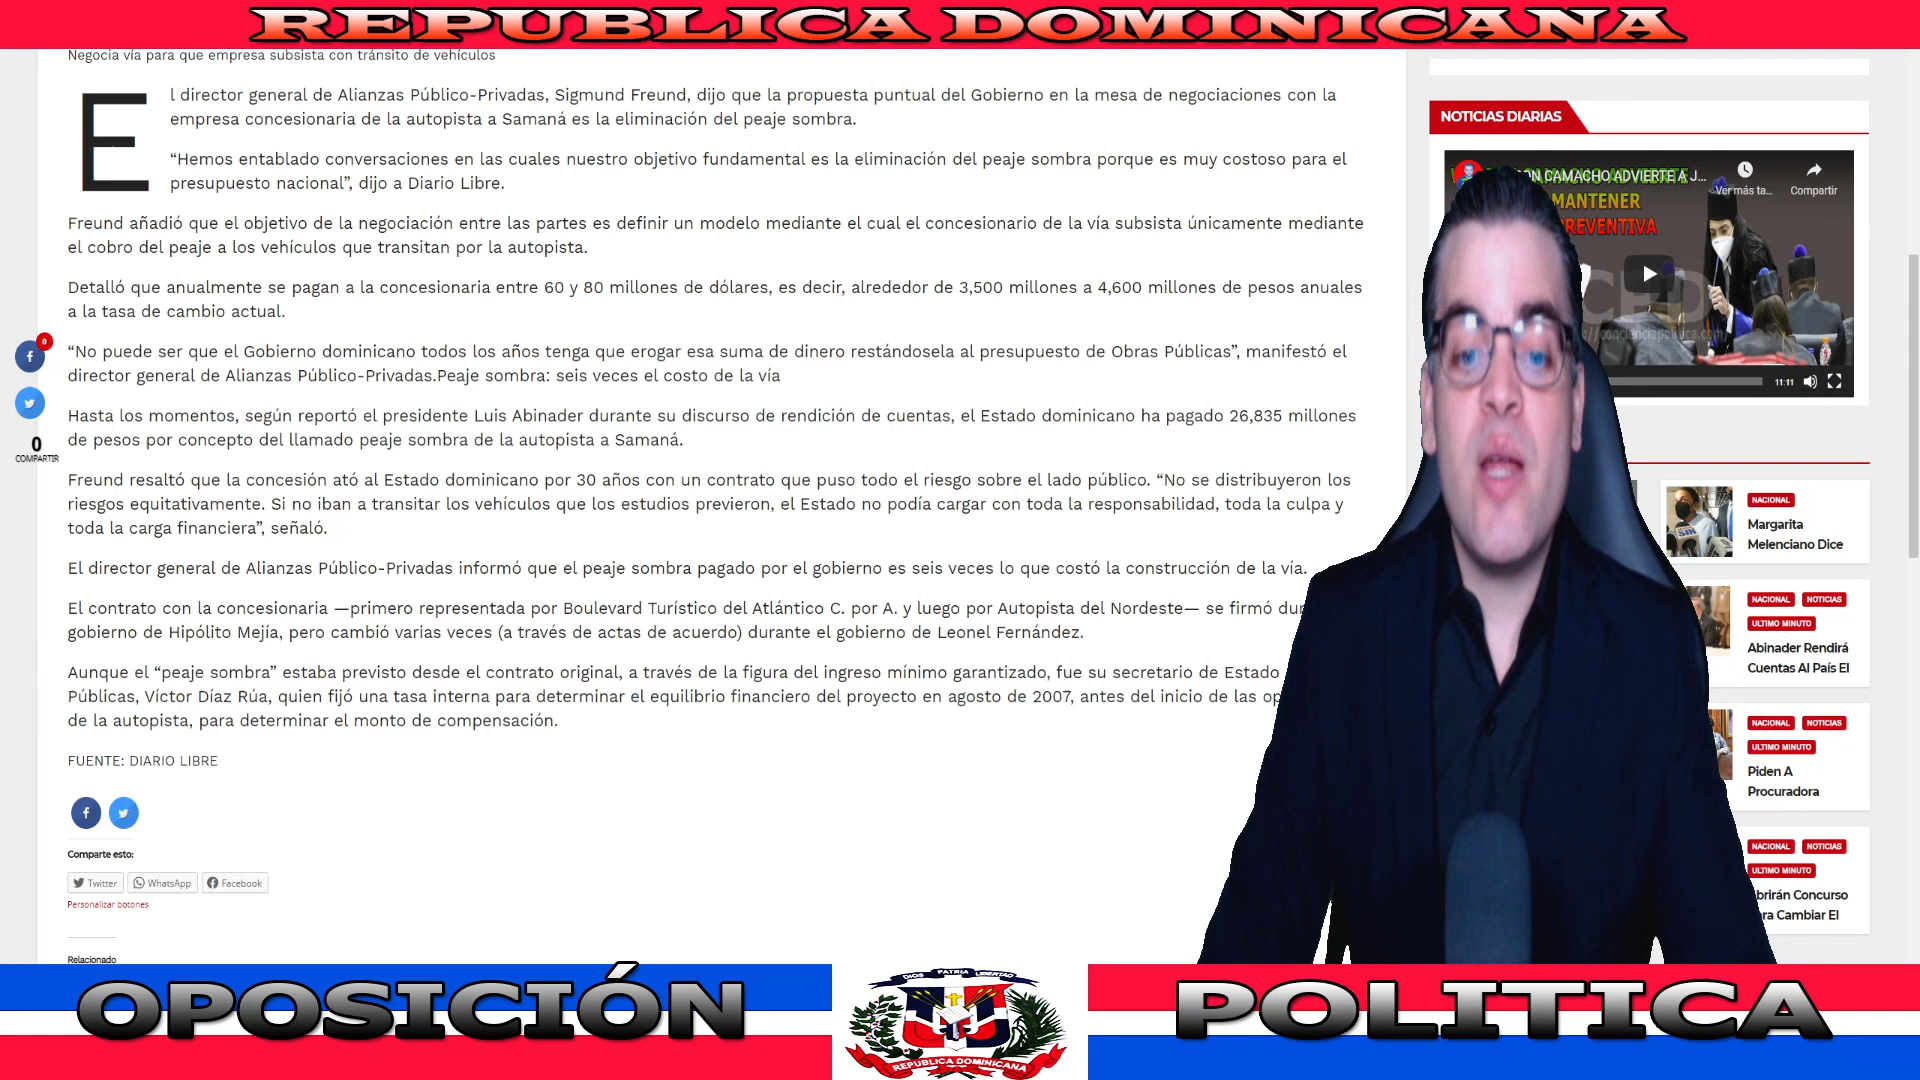 REPUBLICA DOMINICANA
Negocia vía para que empresa subsista con tránsito de vehículos
El director general de Alianzas Público-Privadas, Sigmund Freund, dijo que la propuesta puntual del Gobierno en la mesa de negociaciones con la
empresa concesionaria de la autopista a Samaná es la eliminación del peaje sombra.
“Hemos entablado conversaciones en las cuales nuestro objetivo fundamental es la eliminación del peaje sombra porque es muy costoso para el
presupuesto nacional”, dijo a Diario Libre.
Freund añadió que el objetivo de la negociación entre las partes es definir un modelo mediante el cual el concesionario de la vía subsista únicamente mediante
el cobro del peaje a los vehículos que transitan por la autopista.
Detalló que anualmente se pagan a la concesionaria entre 60 y 80 millones de dólares, es decir, alrededor de 3,500 millones a 4,600 millones de pesos anuales
a la tasa de cambio actual.
“No puede ser que el Gobierno dominicano todos los años tenga que erogar esa suma de dinero restándosela al presupuesto de Obras Públicas”, manifestó el
director general de Alianzas Público-Privadas.Peaje sombra: seis veces el costo de la vía
Hasta los momentos, según reportó el presidente Luis Abinader durante su discurso de rendición de cuentas, el Estado dominicano ha pagado 26,835 millones
de pesos por concepto del llamado peaje sombra de la autopista a Samaná.
Freund resaltó que la concesión ató al Estado dominicano por 30 años con un contrato que puso todo el riesgo sobre el lado público. “No se distribuyeron los
riesgos equitativamente. Si no iban a transitar los vehículos que los estudios previeron, el Estado no podía cargar con toda la responsabilidad, toda la culpa y
toda la carga financiera”, señaló.
El director general de Alianzas Público-Privadas informó que el peaje sombra pagado por el gobierno es seis veces lo que costó la construcción de la vía.
El contrato con la concesionaria —primero representada por Boulevard Turístico del Atlántico C. por A. y luego por Autopista del Nordeste— se firmó
gobierno de Hipólito Mejía, pero cambió varias veces (a través de actas de acuerdo) durante el gobierno de Leonel Fernández.
Aunque el “peaje sombra” estaba previsto desde el contrato original, a través de la figura del ingreso mínimo garantizado, fue su secretario de Estado
Públicas, Víctor Díaz Rúa, quien fijó una tasa interna para determinar el equilibrio financiero del proyecto en agosto de 2007, antes del inicio de las
de la autopista, para determinar el monto de compensación.
FUENTE: DIARIO LIBRE
Comparte esto:
Twitter WhatsApp Facebook
Personalizar botones
Relacionado
0
0
COMPARTIR
NOTICIAS DIARIAS
CAMACHO ADVIERTE A J...
Ver más ta...
Compartir
MANTENER
11:11
NACIONAL
Margarita
Melenciano Dice
NACIONAL NOTICIAS
ULTIMO MINUTO
Abinader Rendirá
Cuentas Al País El
NACIONAL NOTICIAS
ULTIMO MINUTO
Piden A
Procuradora
NACIONAL NOTICIAS
ULTIMO MINUTO
Concurso
Cambiar El
OPOSICIÓN
DIOS PATRIA LIBERTAD
REPUBLICA DOMINICANA
POLITICA